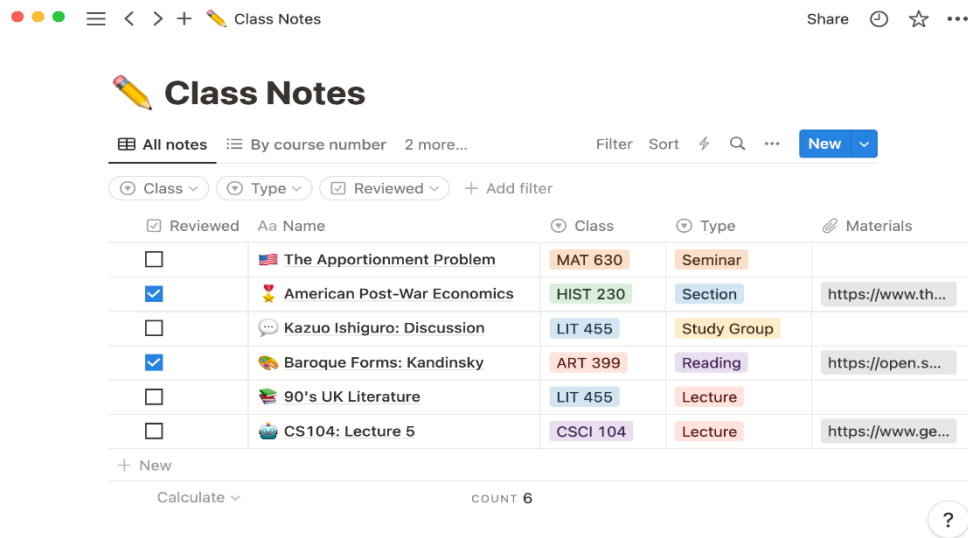 Class Notes
Share
Class Notes
All notes By course number 2 more... Filter Sort New
Class Type Reviewed Add filter
Reviewed Aa Name Class Type Materials
The Apportionment Problem MAT 630 Seminar
American Post-War Economics HIST 230 Section https://www.th...
Kazuo Ishiguro: Discussion LIT 455 Study Group
Baroque Forms: Kandinsky ART 399 Reading https://open.s...
90's UK Literature LIT 455 Lecture
CS104: Lecture 5 CSCI 104 Lecture https://www.ge...
New
Calculate COUNT 6
?